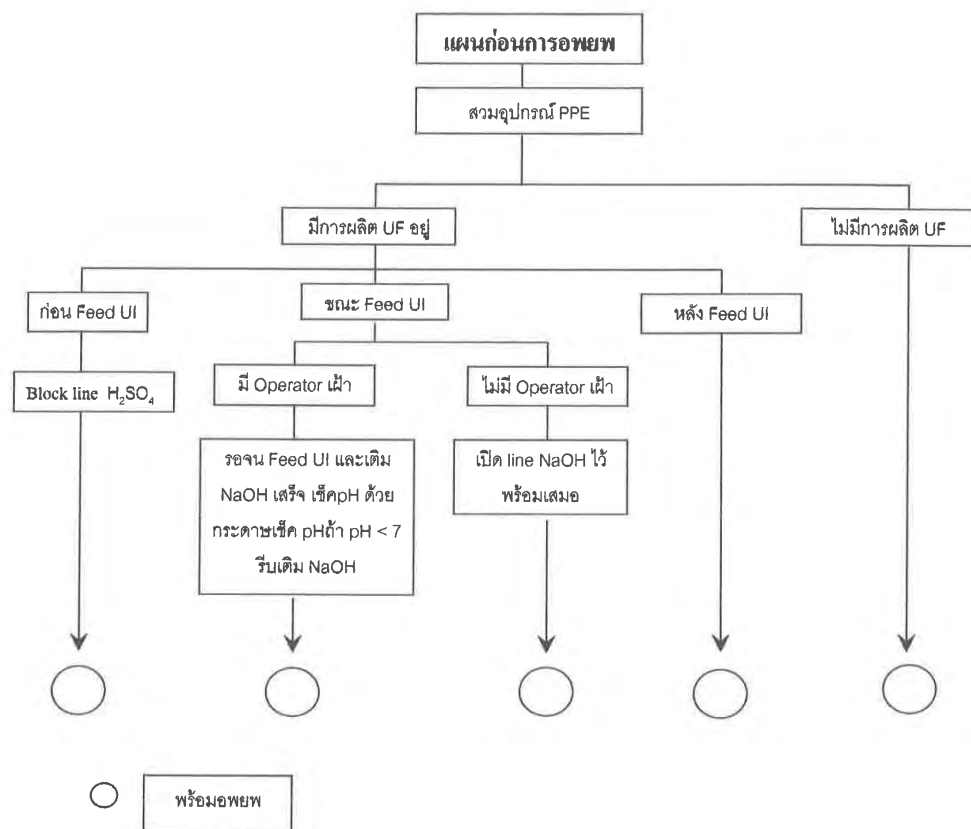 แผนก่อนการอพยพ
สวมอุปกรณ์ PPE
มีการผลิต UF อยู่
ไม่มีการผลิต UF
ก่อน Feed UI
ขณะ Feed UI
หลัง Feed UI
Block line H₂SO₄
มี Operator เฝ้า
ไม่มี Operator เฝ้า
รอจน Feed UI และเติม
NaOH เสร็จ เช็คpH ด้วย
กระดาษเช็ค pHถ้า pH < 7
รีบเติม NaOH
เปิด line NaOH ไว้
พร้อมเสมอ
พร้อมอพยพ